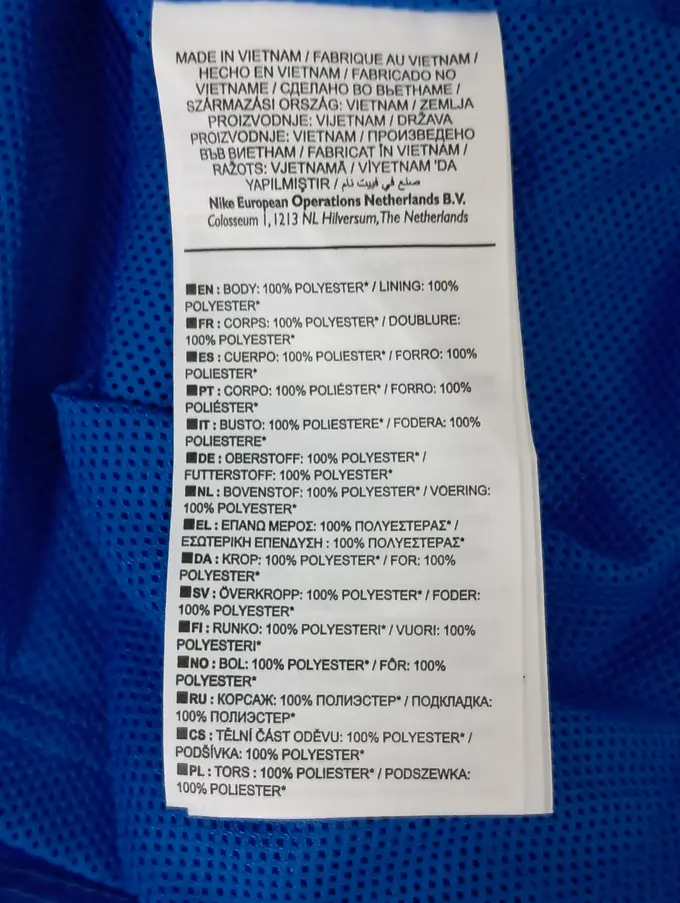 MADE IN VIETNAM / FABRIQUE AU VIETNAM /
HECHO EN VIETNAM / FABRICADO NO
VIETNAME / СДЕЛАНО ВО ВЬЕТНАМЕ /
SZÁRMAZÁSI ORSZÁG: VIETNAM / ZEMLJA
PROIZVODNJE: VIJETNAM / DRŽAVA
PROIZVODNJE: VIETNAM / ПРОИЗВЕДЕНО
ВЪВ ВИЕТНАМ / FABRICAT ÎN VIETNAM /
RAŽOTS: VJETNAMĀ / VİYETNAM 'DA
YAPILMIŞTIR / صنع في فييت نام
Nike European Operations Netherlands B.V.
Colosseum 1, 1213 NL Hilversum, The Netherlands
■EN : BODY: 100% POLYESTER* / LINING: 100%
POLYESTER*
■FR : CORPS: 100% POLYESTER* / DOUBLURE:
100% POLYESTER*
■ES : CUERPO: 100% POLIESTER* / FORRO: 100%
POLIESTER*
■PT : CORPO: 100% POLIÉSTER* / FORRO: 100%
POLIÉSTER*
■IT : BUSTO: 100% POLIESTERE* / FODERA: 100%
POLIESTERE*
■DE : OBERSTOFF: 100% POLYESTER* /
FUTTERSTOFF: 100% POLYESTER*
■NL : BOVENSTOF: 100% POLYESTER* / VOERING:
100% POLYESTER*
■EL : ΕΠΑΝΩ ΜΕΡΟΣ: 100% ΠΟΛΥΕΣΤΕΡΑΣ* /
ΕΣΩΤΕΡΙΚΗ ΕΠΕΝΔΥΣΗ : 100% ΠΟΛΥΕΣΤΕΡΑΣ*
■DA : KROP: 100% POLYESTER* / FOR: 100%
POLYESTER*
■SV : ÖVERKROPP: 100% POLYESTER* / FODER:
100% POLYESTER*
■FI : RUNKO: 100% POLYESTERI* / VUORI: 100%
POLYESTERI*
■NO : BOL: 100% POLYESTER* / FÔR: 100%
POLYESTER*
■RU : КОРСАЖ: 100% ПОЛИЭСТЕР* / ПОДКЛАДКА:
100% ПОЛИЭСТЕР*
■CS : TĚLNÍ ČÁST ODĚVU: 100% POLYESTER* /
PODŠÍVKA: 100% POLYESTER*
■PL : TORS : 100% POLIESTER* / PODSZEWKA:
100% POLIESTER*